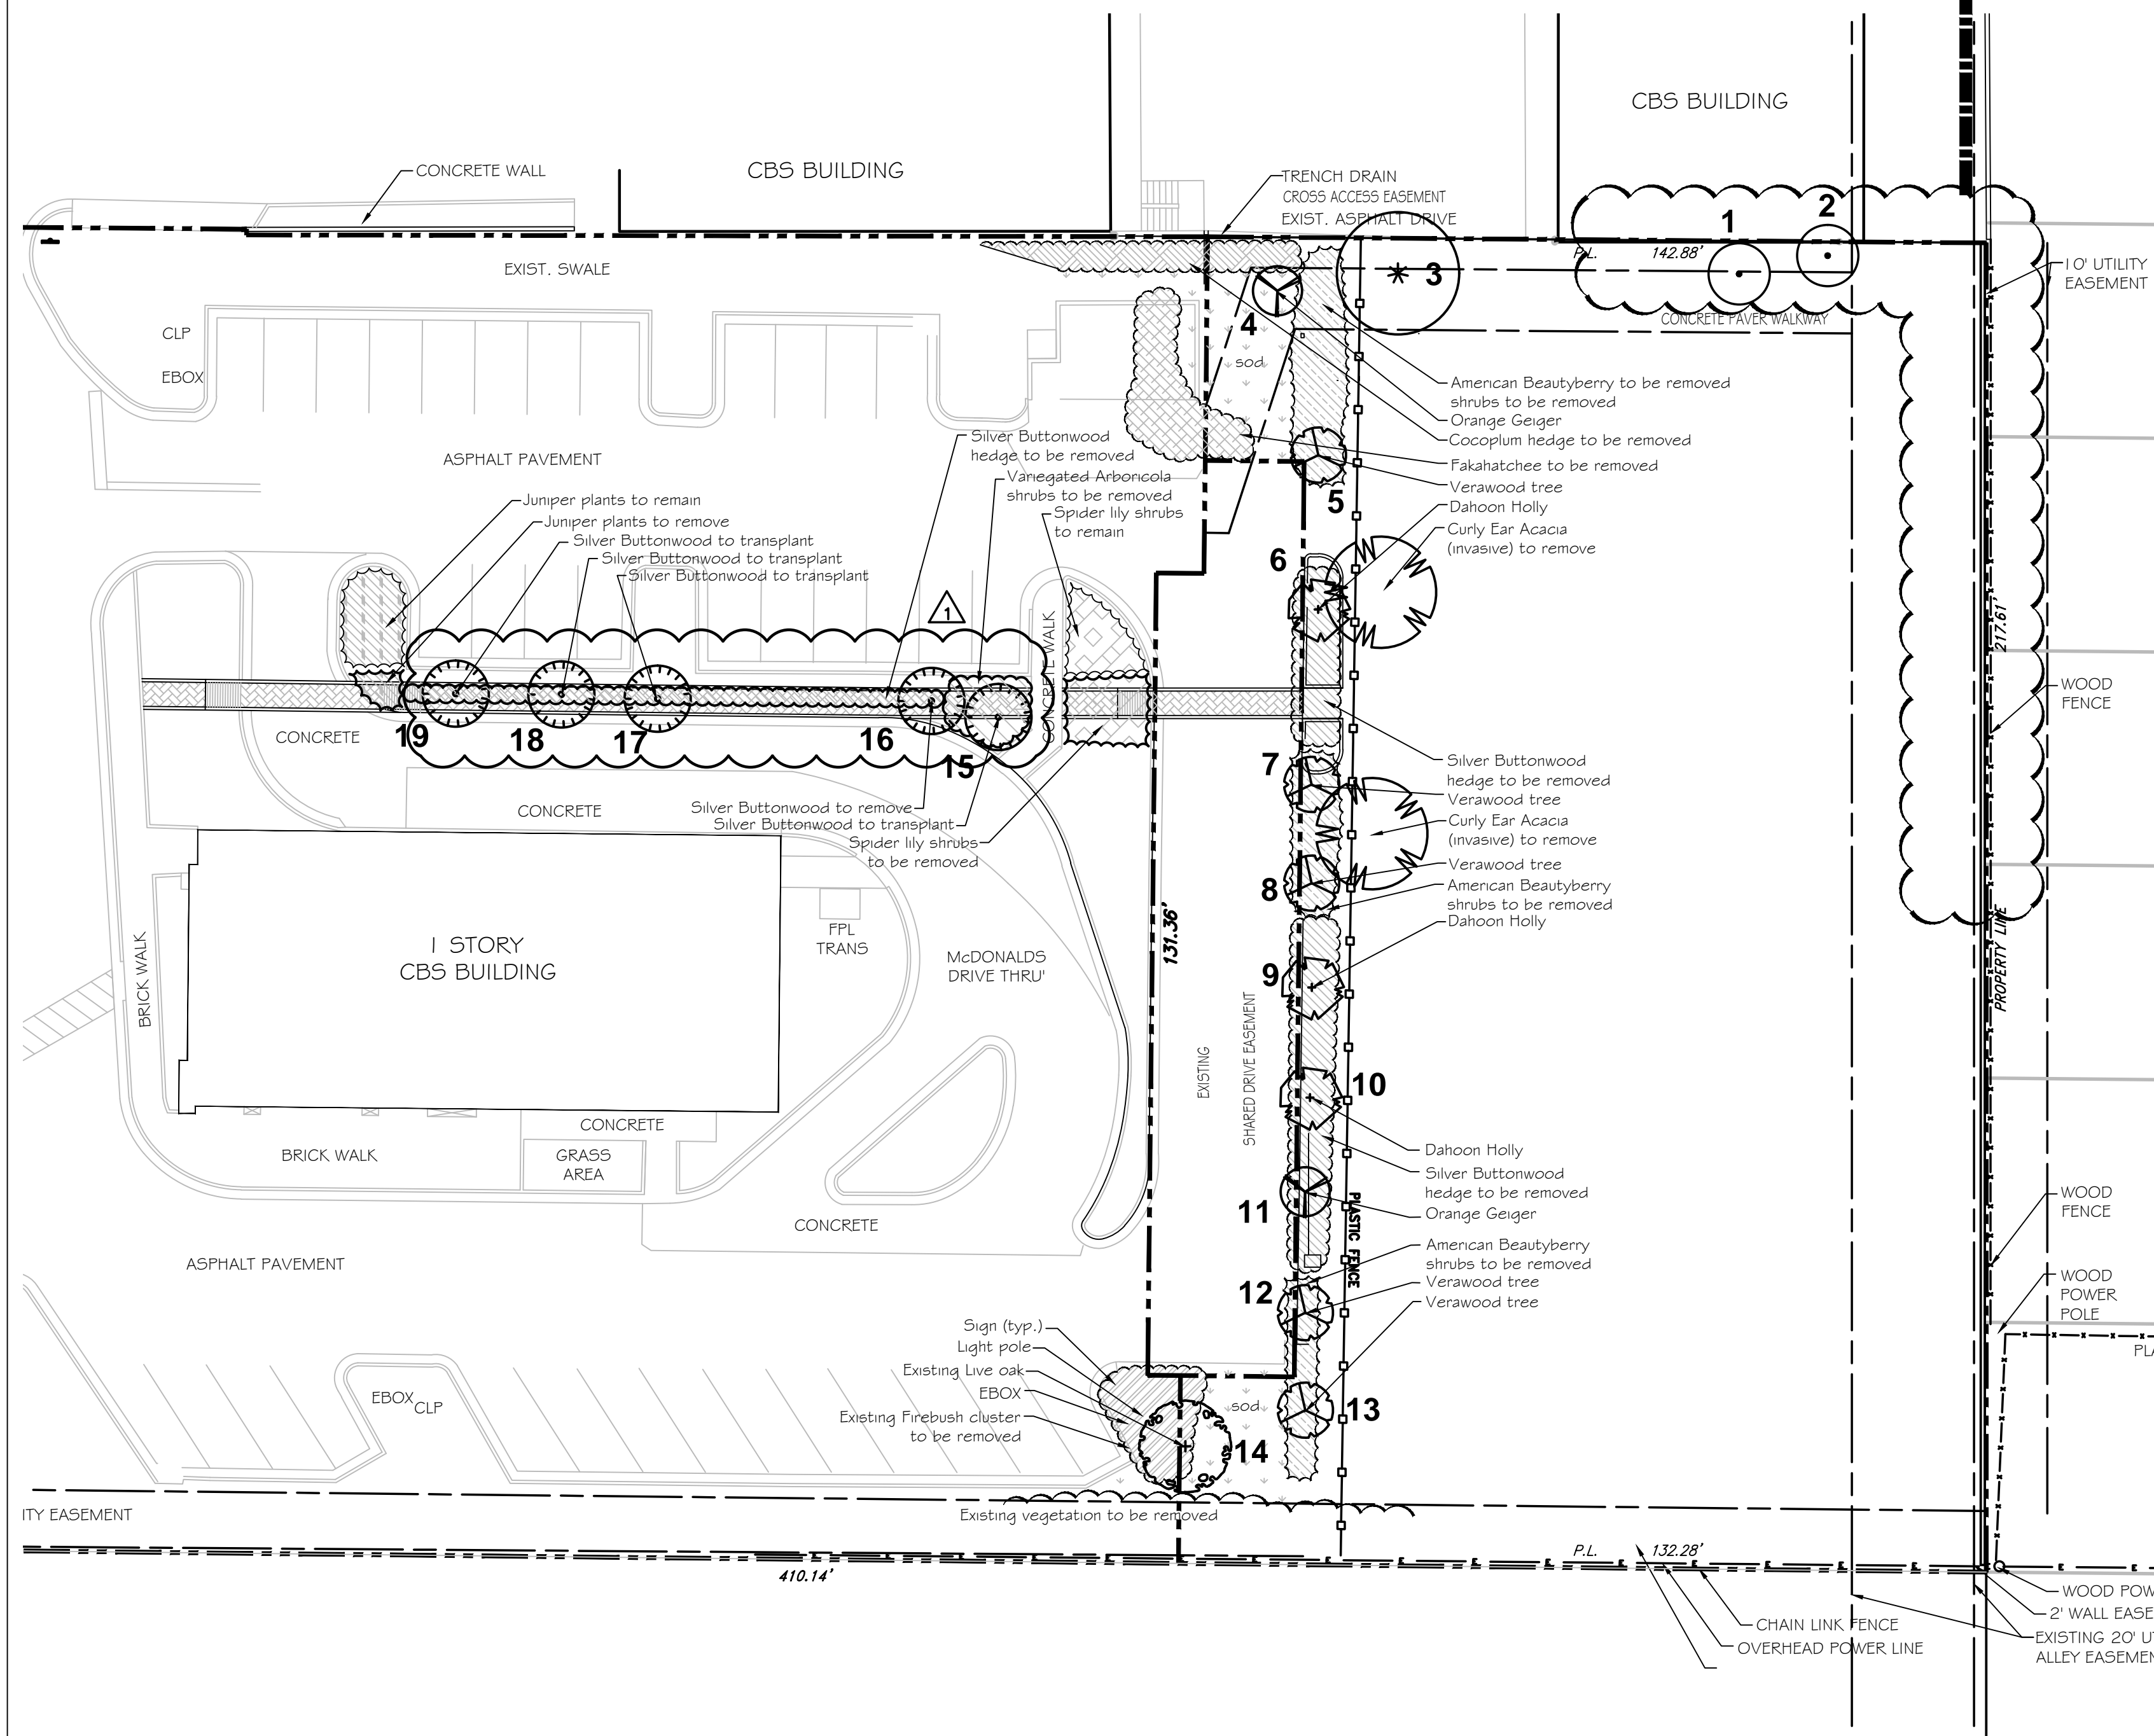 CBS BUILDING
CONCRETE WALL
CBS BUILDING
TRENCH DRAIN
CROSS ACCESS EASEMENT
EXIST. ASPHALT DRIVE
1
2
3
P.L.
142.88'
10' UTILITY
EASEMENT
EXIST. SWALE
4
CONCRETE PAVER WALKWAY
CLP
EBOX
sod
American Beautyberry to be removed
shrubs to be removed
Orange Geiger
Cocoplum hedge to be removed
Fakahatchee to be removed
Verawood tree
Dahoon Holly
Curly Ear Acacia
(invasive) to remove
5
6
ASPHALT PAVEMENT
Silver Buttonwood
hedge to be removed
Variegated Arboricola
shrubs to be removed
Spider lily shrubs
to remain
Juniper plants to remain
Juniper plants to remove
Silver Buttonwood to transplant
Silver Buttonwood to transplant
Silver Buttonwood to transplant
1
CONCRETE WALK
217.61'
WOOD
FENCE
19
18
17
16
15
CONCRETE
7
Silver Buttonwood
hedge to be removed
Verawood tree
Curly Ear Acacia
(invasive) to remove
Verawood tree
American Beautyberry
shrubs to be removed
Dahoon Holly
CONCRETE
Silver Buttonwood to remove
Silver Buttonwood to transplant
Spider lily shrubs
to be removed
8
FPL
TRANS
131.36'
1 STORY
CBS BUILDING
BRICK WALK
McDONALDS
DRIVE THRU'
9
PROPERTY LINE
EXISTING
SHARED DRIVE EASEMENT
10
CONCRETE
BRICK WALK
GRASS
AREA
Dahoon Holly
Silver Buttonwood
hedge to be removed
Orange Geiger
11
PLASTIC FENCE
WOOD
FENCE
CONCRETE
ASPHALT PAVEMENT
American Beautyberry
shrubs to be removed
Verawood tree
Verawood tree
12
WOOD
POWER
POLE
PLA
Sign (typ.)
Light pole
Existing Live oak
EBOX
Existing Firebush cluster
to be removed
EBOX
CLP
sod
13
14
ITY EASEMENT
Existing vegetation to be removed
P.L.
132.28'
410.14'
WOOD POW
2' WALL EASE
CHAIN LINK FENCE
EXISTING 20' UT
OVERHEAD POWER LINE
ALLEY EASEMEN